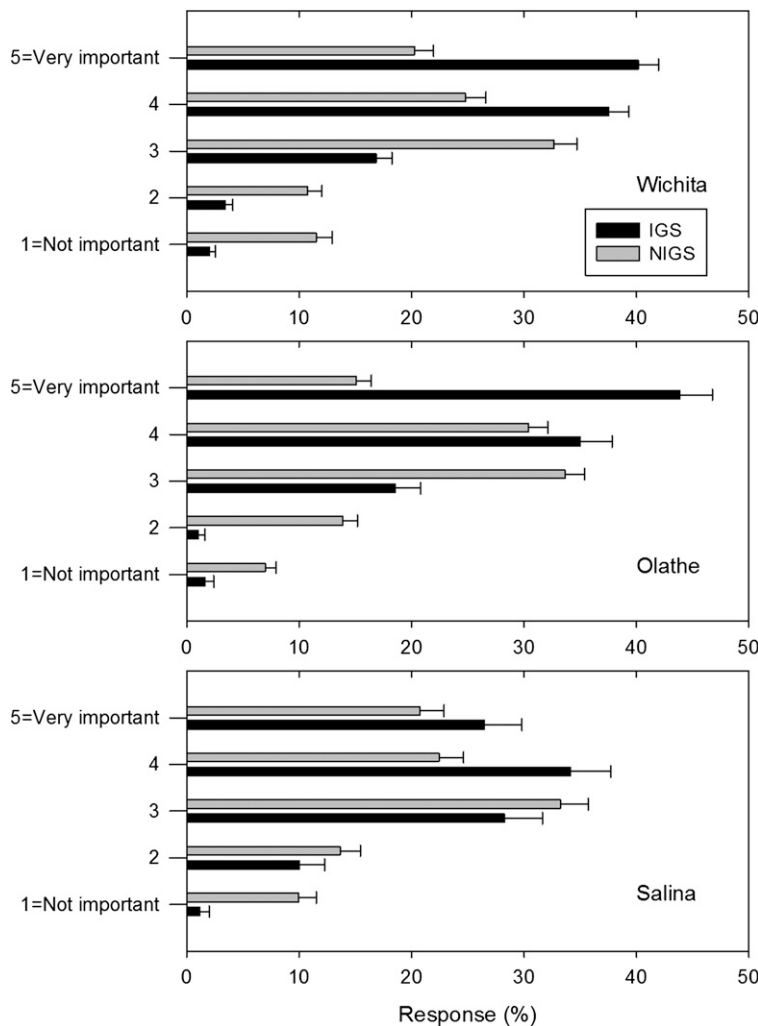 5=Very important
4
3
2
1=Not important
Wichita
IGS
NIGS
0 10 20 30 40 50
5=Very important
4
3
2
1=Not important
Olathe
0 10 20 30 40 50
5=Very important
4
3
2
1=Not important
Salina
0 10 20 30 40 50
Response (%)